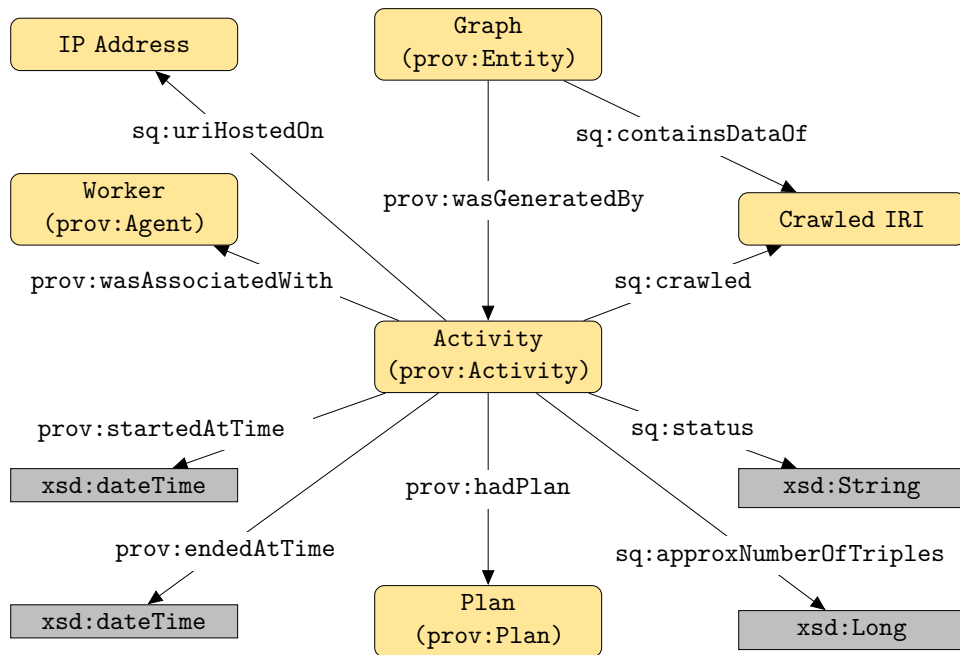 IP Address
Graph
(prov:Entity)
sq:uriHostedOn
sq:containsDataOf
Worker
(prov:Agent)
prov:wasGeneratedBy
Crawled IRI
prov:wasAssociatedWith
sq:crawled
Activity
(prov:Activity)
prov:startedAtTime
sq:status
xsd:dateTime
prov:hadPlan
xsd:String
prov:endedAtTime
sq:approxNumberOfTriples
xsd:dateTime
Plan
(prov:Plan)
xsd:Long